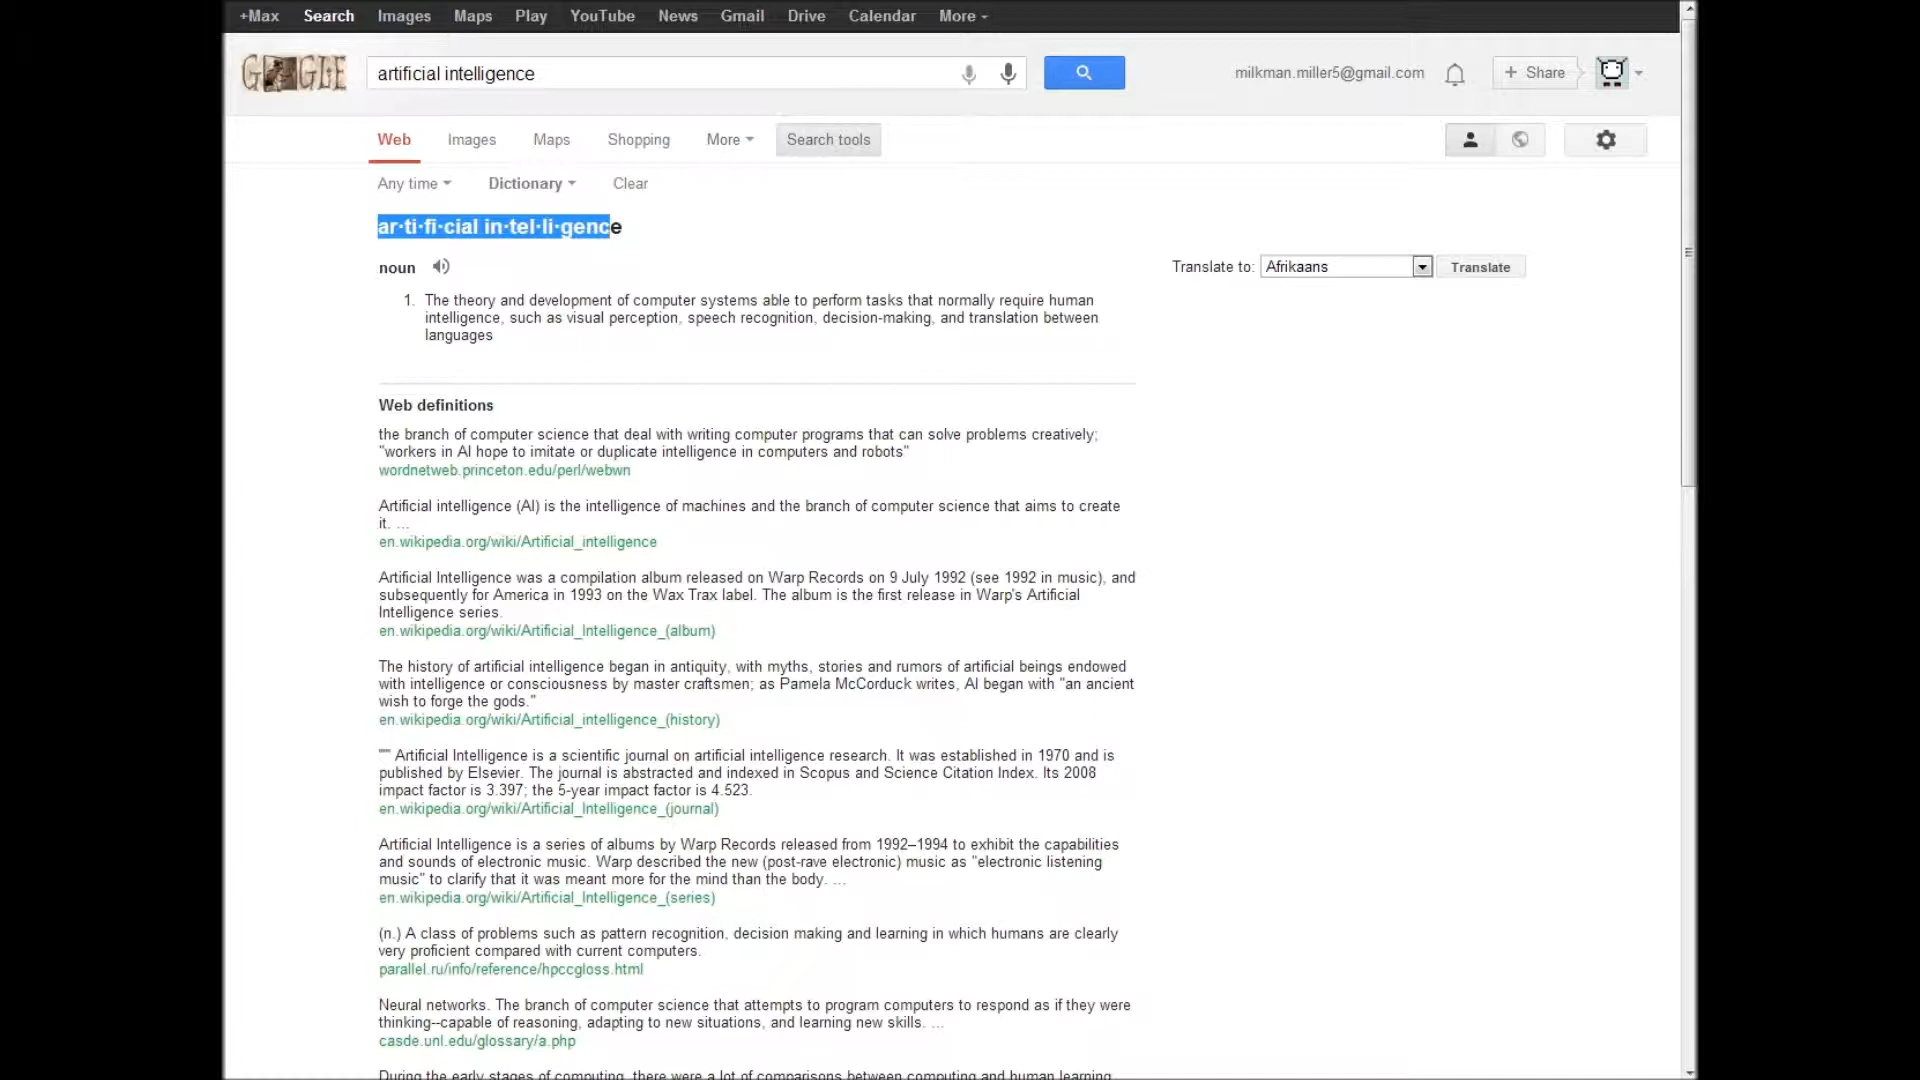 +Max Search Images Maps Play YouTube News Gmail Drive Calendar More
GOOGLE artificial intelligence milkman.miller5@gmail.com + Share
Web Images Maps Shopping More Search tools
Any time Dictionary Clear
ar·ti·fi·cial in·tel·li·gence
noun Translate to: Afrikaans Translate
1. The theory and development of computer systems able to perform tasks that normally require human
intelligence, such as visual perception, speech recognition, decision-making, and translation between
languages
Web definitions
the branch of computer science that deal with writing computer programs that can solve problems creatively;
"workers in AI hope to imitate or duplicate intelligence in computers and robots"
wordnetweb.princeton.edu/perl/webwn
Artificial intelligence (AI) is the intelligence of machines and the branch of computer science that aims to create
it. ...
en.wikipedia.org/wiki/Artificial_intelligence
Artificial Intelligence was a compilation album released on Warp Records on 9 July 1992 (see 1992 in music), and
subsequently for America in 1993 on the Wax Trax label. The album is the first release in Warp's Artificial
Intelligence series.
en.wikipedia.org/wiki/Artificial_Intelligence_(album)
The history of artificial intelligence began in antiquity, with myths, stories and rumors of artificial beings endowed
with intelligence or consciousness by master craftsmen; as Pamela McCorduck writes, AI began with "an ancient
wish to forge the gods."
en.wikipedia.org/wiki/Artificial_intelligence_(history)
"" Artificial Intelligence is a scientific journal on artificial intelligence research. It was established in 1970 and is
published by Elsevier. The journal is abstracted and indexed in Scopus and Science Citation Index. Its 2008
impact factor is 3.397; the 5-year impact factor is 4.523.
en.wikipedia.org/wiki/Artificial_Intelligence_(journal)
Artificial Intelligence is a series of albums by Warp Records released from 1992–1994 to exhibit the capabilities
and sounds of electronic music. Warp described the new (post-rave electronic) music as "electronic listening
music" to clarify that it was meant more for the mind than the body. ...
en.wikipedia.org/wiki/Artificial_Intelligence_(series)
(n.) A class of problems such as pattern recognition, decision making and learning in which humans are clearly
very proficient compared with current computers.
parallel.ru/info/reference/hpccgloss.html
Neural networks. The branch of computer science that attempts to program computers to respond as if they were
thinking--capable of reasoning, adapting to new situations, and learning new skills. ...
casde.unl.edu/glossary/a.php
During the early stages of computing, there were a lot of comparisons between computing and human learning